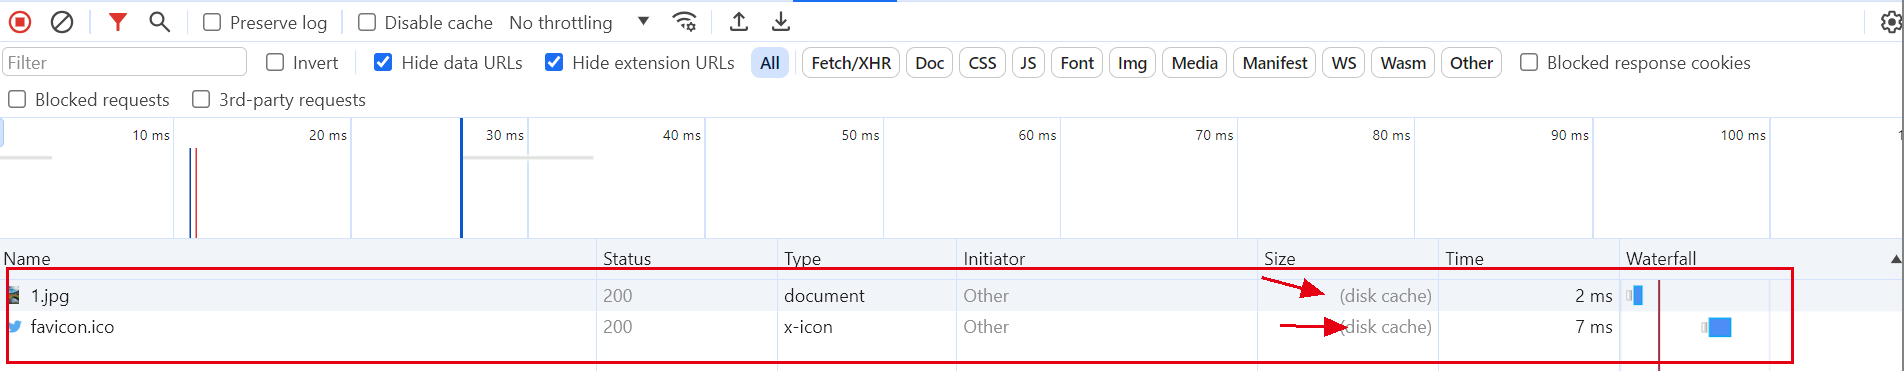 Preserve log Disable cache No throttling
Filter Invert Hide data URLs Hide extension URLs All Fetch/XHR Doc CSS JS Font Img Media Manifest WS Wasm Other Blocked response cookies
Blocked requests 3rd-party requests
10 ms 20 ms 30 ms 40 ms 50 ms 60 ms 70 ms 80 ms 90 ms 100 ms 1
Name Status Type Initiator Size Time Waterfall
1.jpg 200 document Other (disk cache) 2 ms
favicon.ico 200 x-icon Other (disk cache) 7 ms